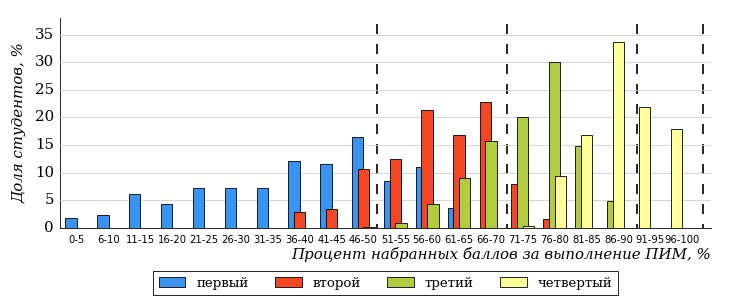 Доля студентов, %
35
30
25
20
15
10
5
0
0-5 6-10 11-15 16-20 21-25 26-30 31-35 36-40 41-45 46-50 51-55 56-60 61-65 66-70 71-75 76-80 81-85 86-90 91-95 96-100
Процент набранных баллов за выполнение ПИМ, %
первый второй третий четвертый